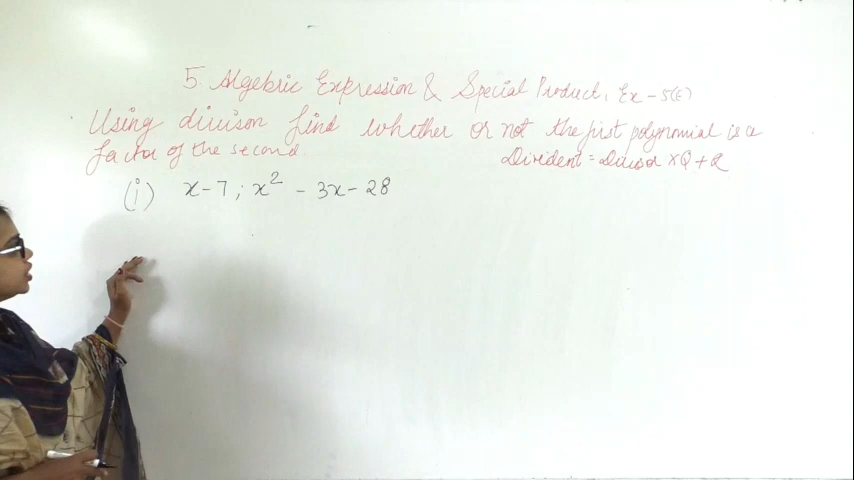 5. Algebric Expression & Special Product, Ex-5(E)
Using divison find whether or not the first polynomial is a
factor of the second.
Divident = Divisor × Q + R
(i) x-7 ; x² - 3x - 28